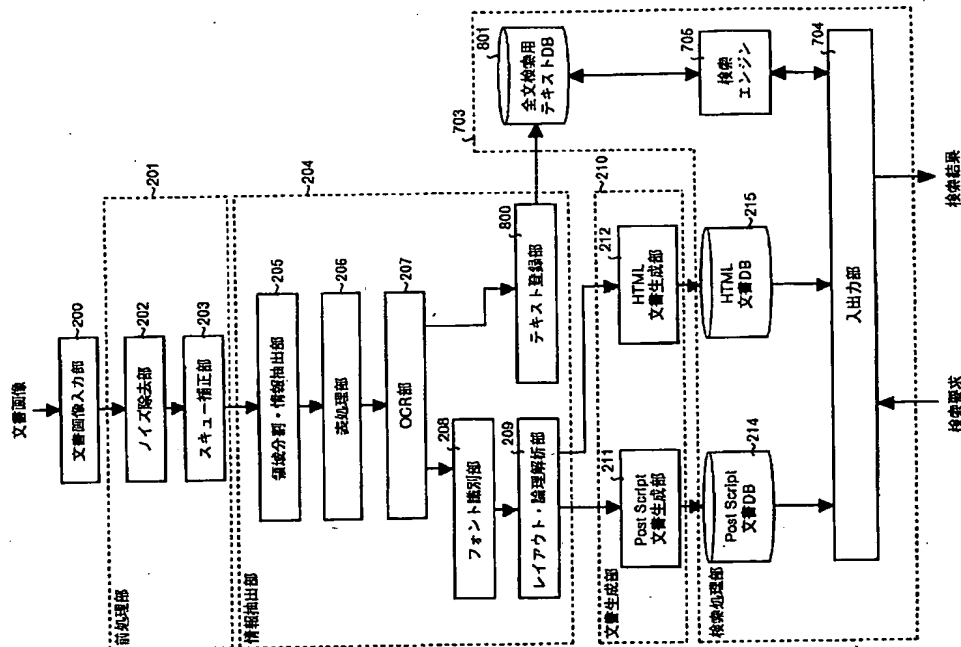 文書画像
文書画像入力部
200
前処理部
201
ノイズ除去部
202
スキュー補正部
203
情報抽出部
204
領域分割・情報抽出部
205
表処理部
206
OCR部
207
フォント識別部
208
レイアウト・論理解析部
209
テキスト登録部
800
文書生成部
210
Post Script
文書生成部
211
HTML
文書生成部
212
検索処理部
703
Post Script
文書DB
214
HTML
文書DB
215
全文検索用
テキストDB
801
検索
エンジン
705
入出力部
704
検索要求
検索結果